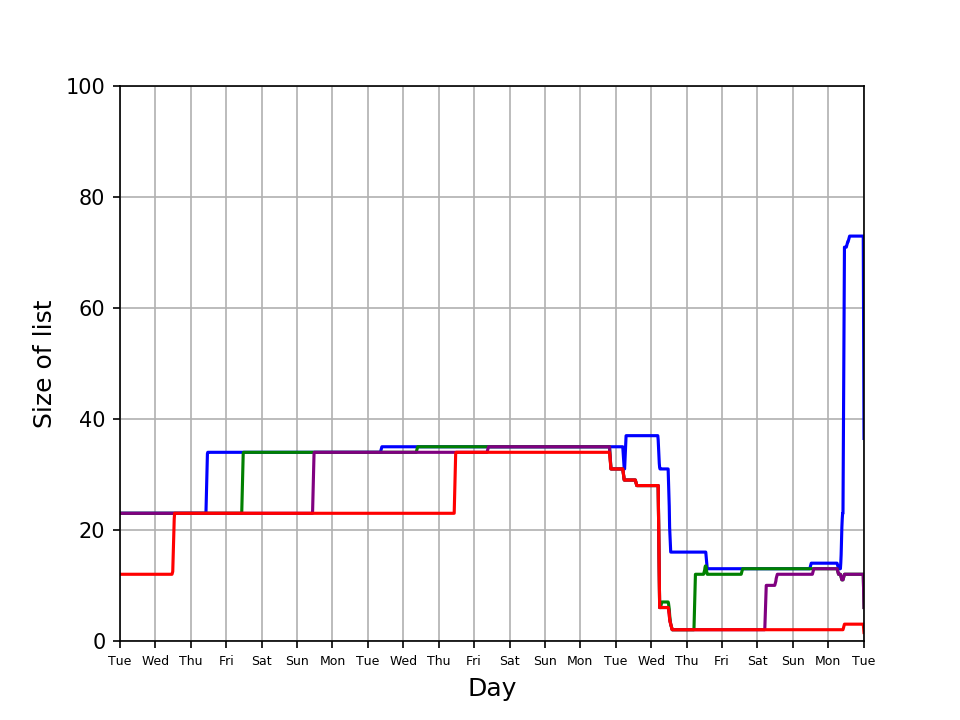 100
80
60
40
20
0
Size of list
Tue Wed Thu Fri Sat Sun Mon Tue Wed Thu Fri Sat Sun Mon Tue Wed Thu Fri Sat Sun Mon Tue
Day